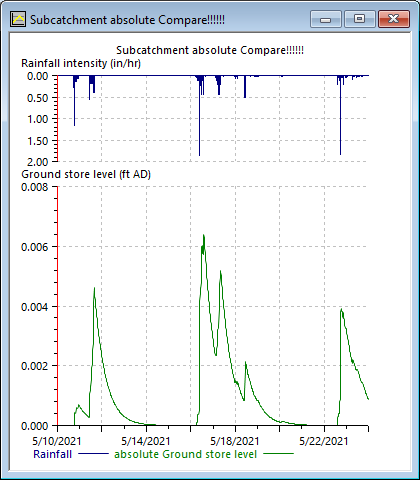 Subcatchment absolute Compare!!!!!!
Subcatchment absolute Compare!!!!!!
Rainfall intensity (in/hr)
0.00
0.50
1.00
1.50
2.00
Ground store level (ft AD)
0.008
0.006
0.004
0.002
0.000
5/10/2021 5/14/2021 5/18/2021 5/22/2021
Rainfall absolute Ground store level